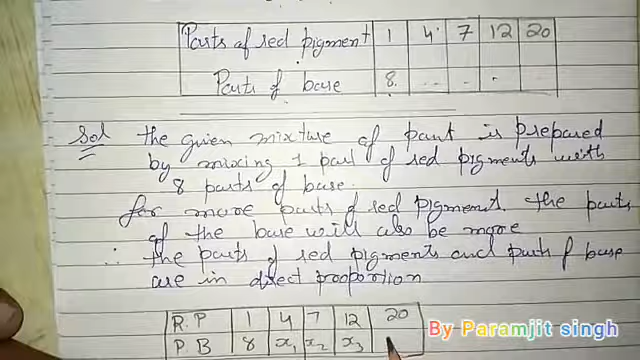 Parts of red pigment 1 4 7 12 20
Parts of base 8 .. . .
Sol the given mixture of paint is prepared
by mixing 1 part of red pigments with
8 parts of base.
for more parts of red pigment the parts
of the base will also be more
∴ the parts of red pigments and parts of base
are in direct proportion
R.P 1 4 7 12 20
P.B 8 x₁ x₂ x₃
By Paramjit singh